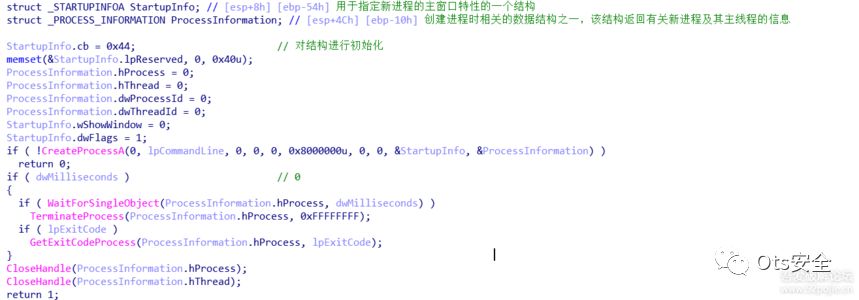 struct _STARTUPINFOA StartupInfo; // [esp+8h] [ebp-54h] 用于指定新进程的主窗口特性的一个结构
struct _PROCESS_INFORMATION ProcessInformation; // [esp+4Ch] [ebp-10h] 创建进程时相关的数据结构之一，该结构返回有关新进程及其主线程的信息
StartupInfo.cb = 0x44; // 对结构进行初始化
memset(&StartupInfo.lpReserved, 0, 0x40u);
ProcessInformation.hProcess = 0;
ProcessInformation.hThread = 0;
ProcessInformation.dwProcessId = 0;
ProcessInformation.dwThreadId = 0;
StartupInfo.wShowWindow = 0;
StartupInfo.dwFlags = 1;
if ( !CreateProcessA(0, lpCommandLine, 0, 0, 0, 0x8000000u, 0, 0, &StartupInfo, &ProcessInformation) )
return 0;
if ( dwMilliseconds ) // 0
{
if ( WaitForSingleObject(ProcessInformation.hProcess, dwMilliseconds) )
TerminateProcess(ProcessInformation.hProcess, 0xFFFFFFFF);
if ( lpExitCode )
GetExitCodeProcess(ProcessInformation.hProcess, lpExitCode);
}
CloseHandle(ProcessInformation.hProcess);
CloseHandle(ProcessInformation.hThread);
return 1;
Ots安全
吾爱破解论坛
www.52pojie.cn